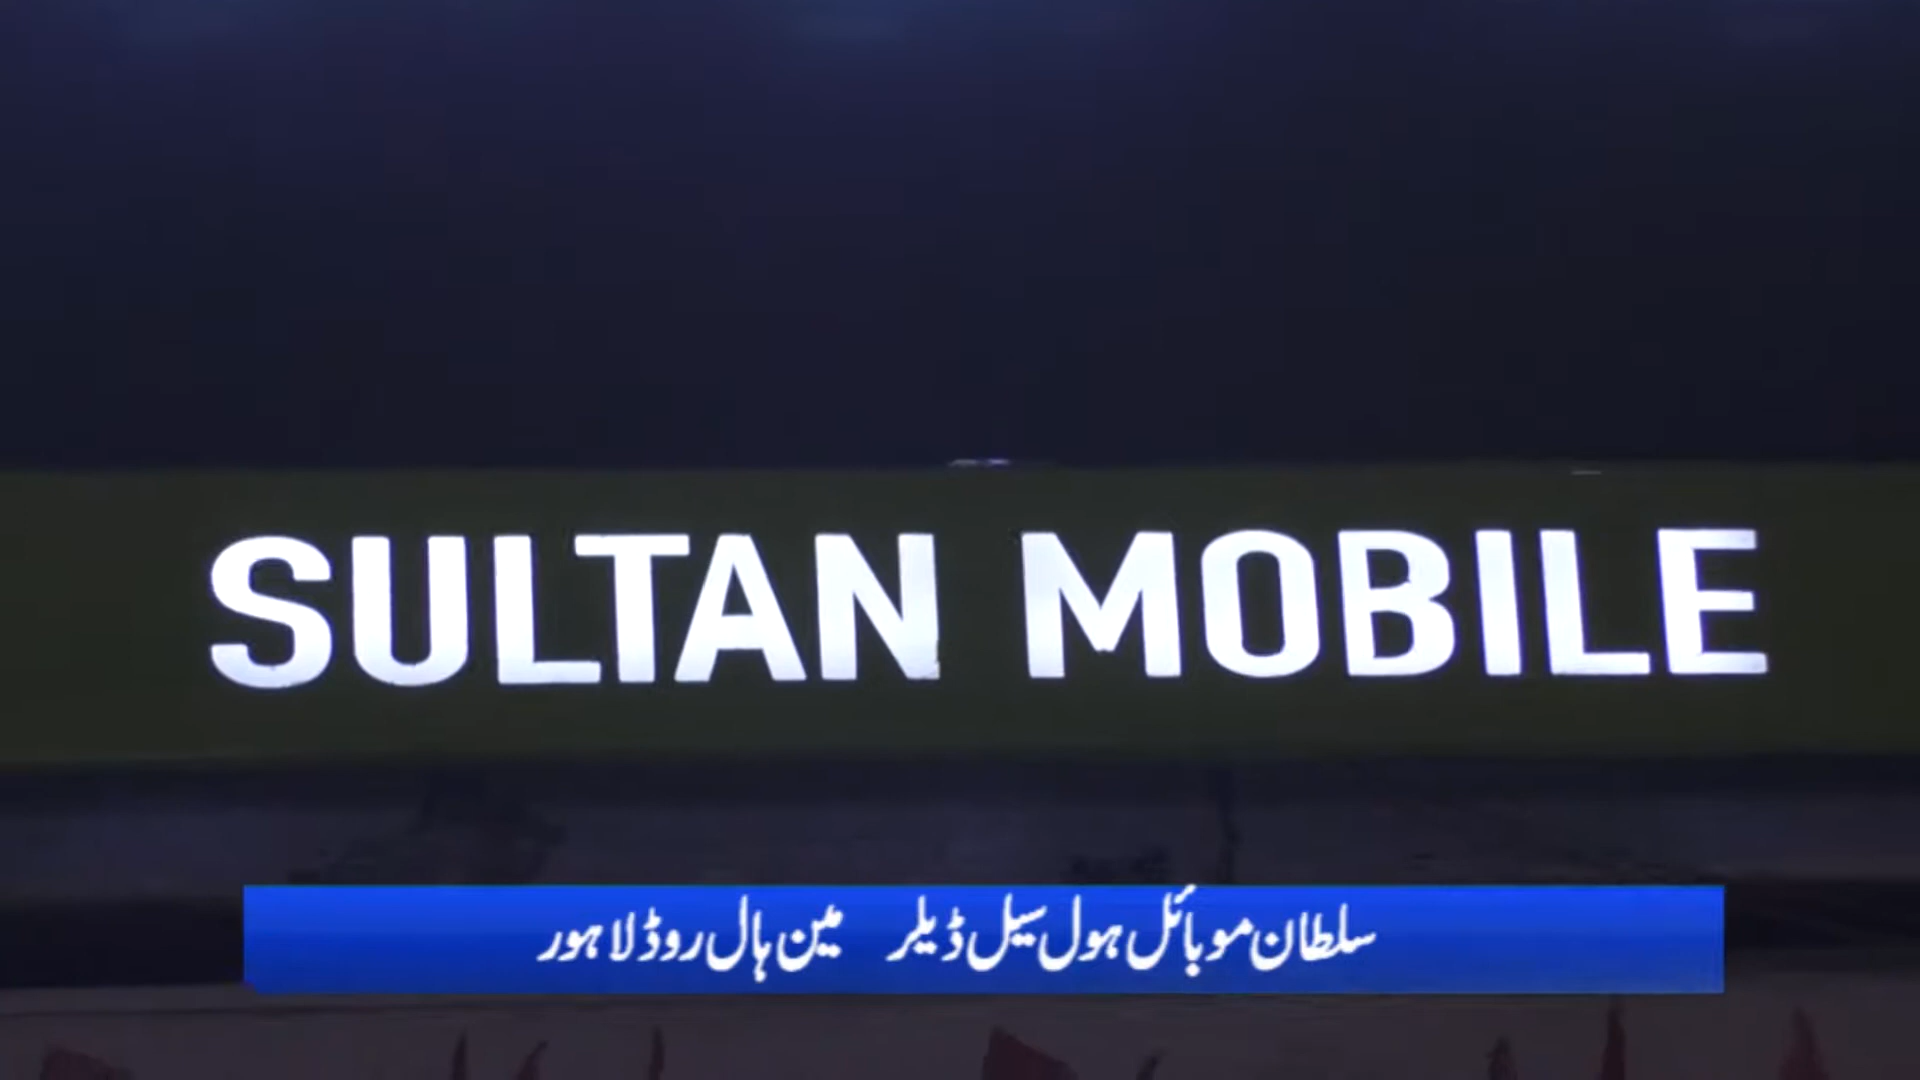 SULTAN MOBILE
سلطان موبائل ہول سیل ڈیلر مین ہال روڈ لاہور